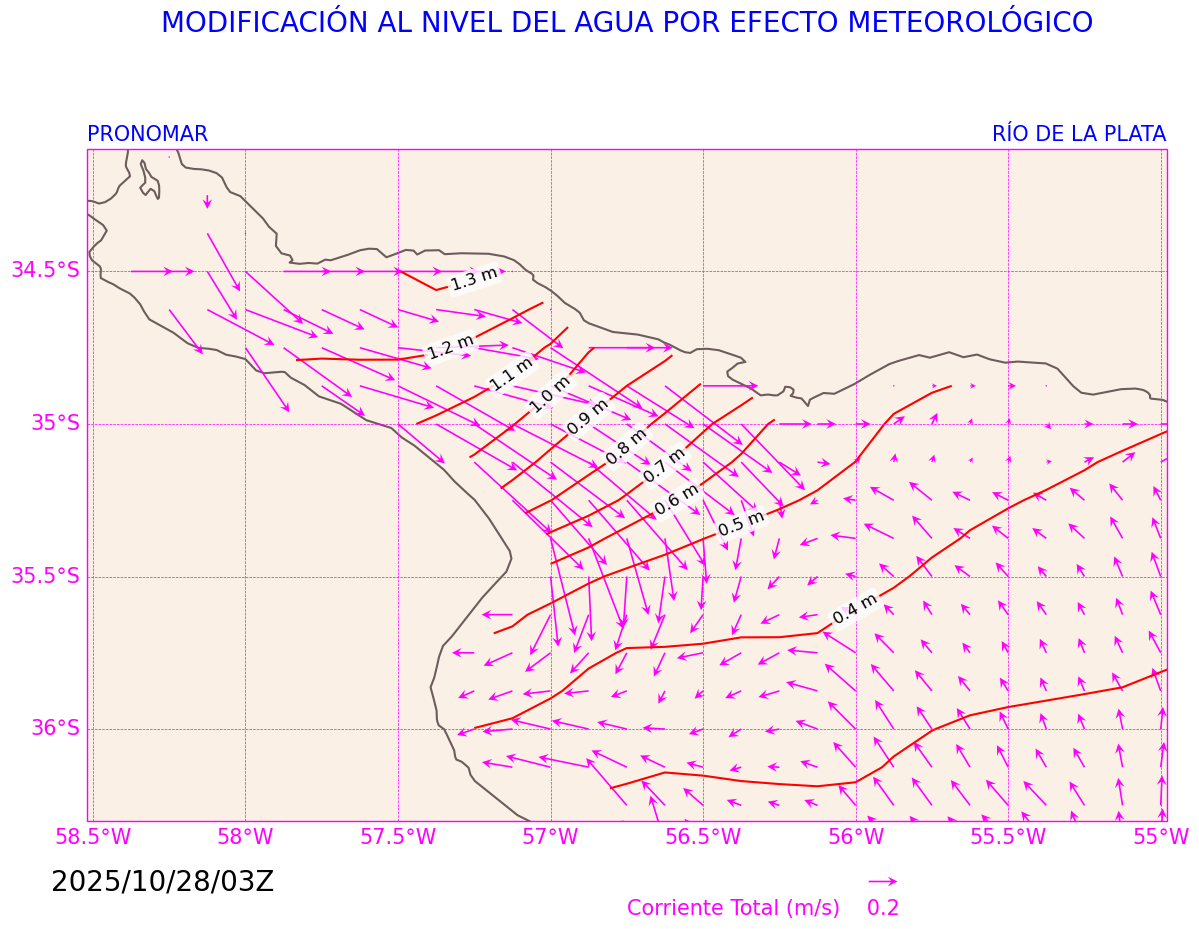 MODIFICACIÓN AL NIVEL DEL AGUA POR EFECTO METEOROLÓGICO
PRONOMAR
RÍO DE LA PLATA
34.5°S
35°S
35.5°S
36°S
1.3 m
1.2 m
1.1 m
1.0 m
0.9 m
0.8 m
0.7 m
0.6 m
0.5 m
0.4 m
58.5°W
58°W
57.5°W
57°W
56.5°W
56°W
55.5°W
55°W
2025/10/28/03Z
Corriente Total (m/s) 0.2